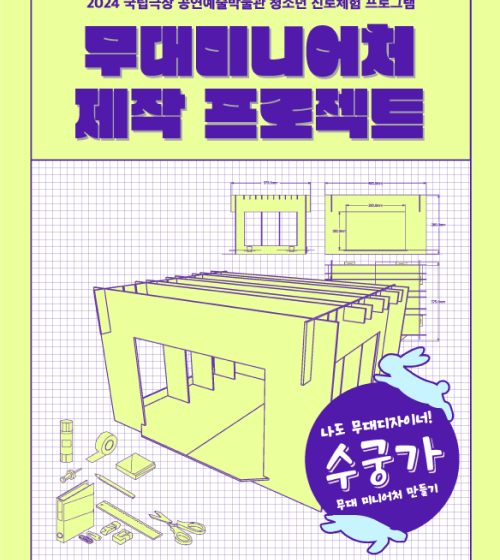 2024 국립극장 공연예술박물관 청소년 진로체험 프로그램
무대미니어처
제작 프로젝트
나도 무대디자이너!
수궁가
무대 미니어처 만들기